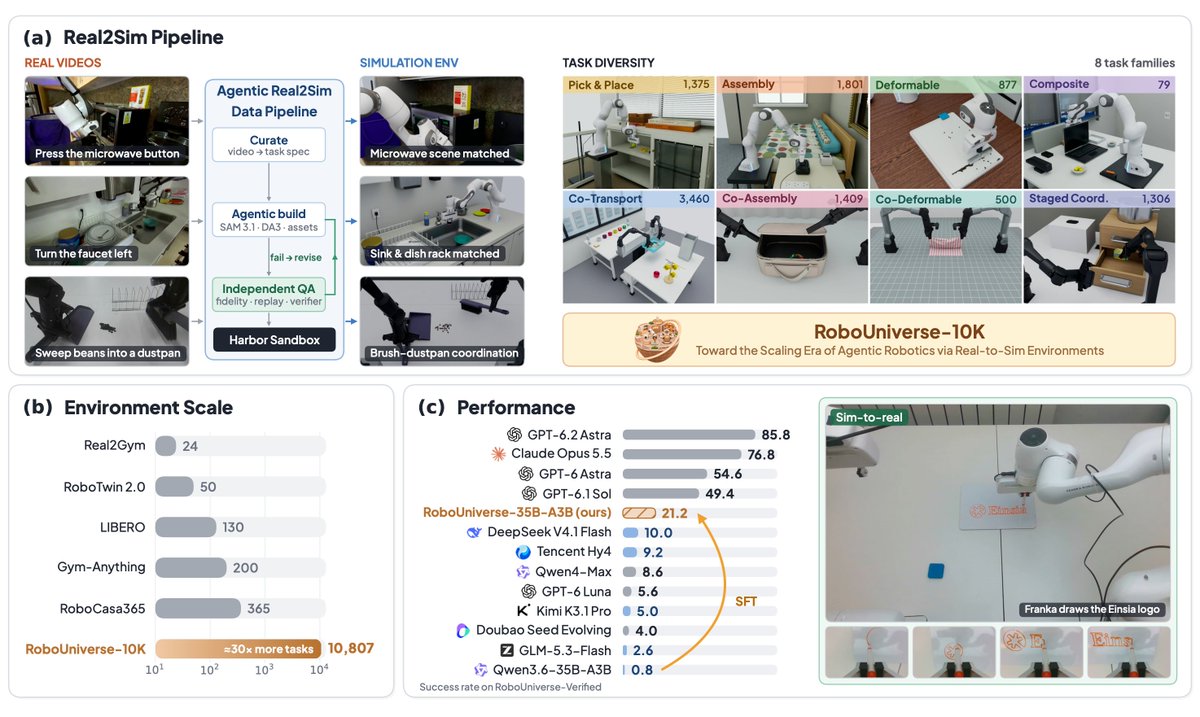 (a) Real2Sim Pipeline
REAL VIDEOS
Press the microwave button
Turn the faucet left
Sweep beans into a dustpan
Agentic Real2Sim
Data Pipeline
Curate
video → task spec
Agentic build
SAM 3.1 · DA3 · assets
fail → revise
Independent QA
fidelity · replay · verifier
Harbor Sandbox
SIMULATION ENV
Microwave scene matched
Sink & dish rack matched
Brush-dustpan coordination
TASK DIVERSITY
8 task families
Pick & Place 1,375
Assembly 1,801
Deformable 877
Composite 79
Co-Transport 3,460
Co-Assembly 1,409
Co-Deformable 500
Staged Coord. 1,306
RoboUniverse-10K
Toward the Scaling Era of Agentic Robotics via Real-to-Sim Environments
(b) Environment Scale
Real2Gym 24
RoboTwin 2.0 50
LIBERO 130
Gym-Anything 200
RoboCasa365 365
RoboUniverse-10K ≈30× more tasks 10,807
10¹ 10² 10³ 10⁴
(c) Performance
GPT-6.2 Astra 85.8
Claude Opus 5.5 76.8
GPT-6 Astra 54.6
GPT-6.1 Sol 49.4
RoboUniverse-35B-A3B (ours) 21.2
DeepSeek V4.1 Flash 10.0
Tencent Hy4 9.2
Qwen4-Max 8.6
GPT-6 Luna 5.6
Kimi K3.1 Pro 5.0
Doubao Seed Evolving 4.0
GLM-5.3-Flash 2.6
Qwen3.6-35B-A3B 0.8
SFT
Success rate on RoboUniverse-Verified
Sim-to-real
Einsia
Franka draws the Einsia logo